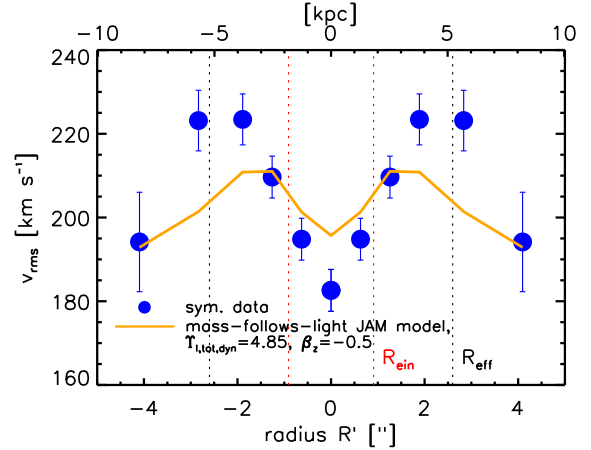 [kpc]
−10 −5 0 5 10
240
220
200
180
160
v_rms [km s⁻¹]
sym. data
mass−follows−light JAM model,
ϒ_I,tot,dyn=4.85, β_z=−0.5
R_ein
R_eff
−4 −2 0 2 4
radius R' ["]